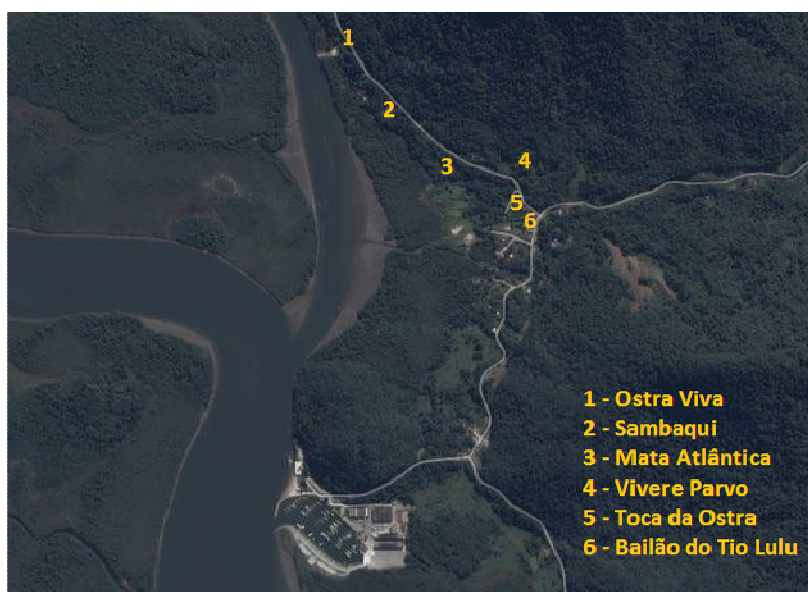 1
2
3
4
5
6
1 - Ostra Viva
2 - Sambaqui
3 - Mata Atlântica
4 - Vivere Parvo
5 - Toca da Ostra
6 - Bailão do Tio Lulu